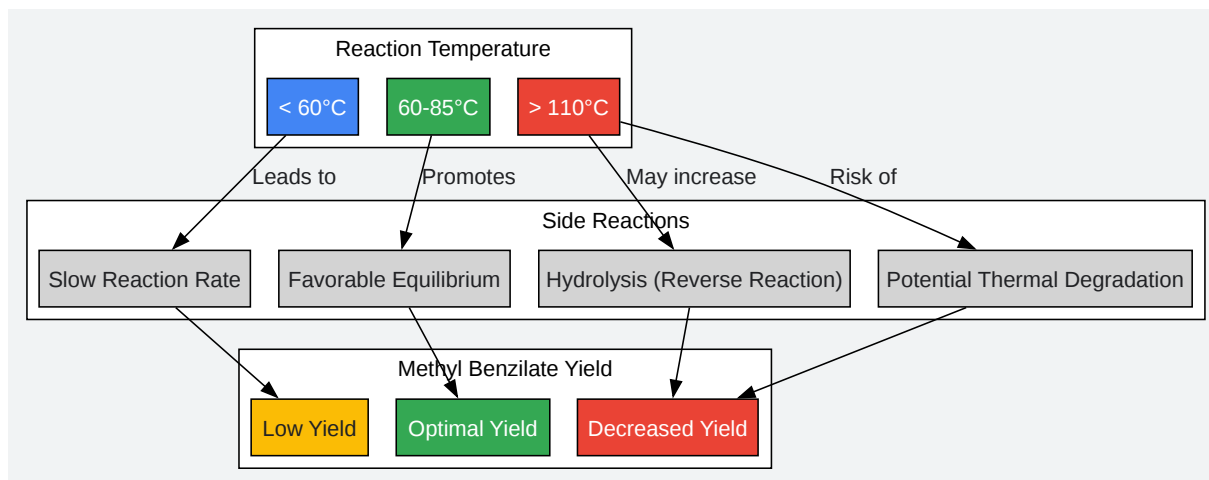 Reaction Temperature
< 60°C
60-85°C
> 110°C
Leads to
Promotes
May increase
Risk of
Side Reactions
Slow Reaction Rate
Favorable Equilibrium
Hydrolysis (Reverse Reaction)
Potential Thermal Degradation
Methyl Benzilate Yield
Low Yield
Optimal Yield
Decreased Yield